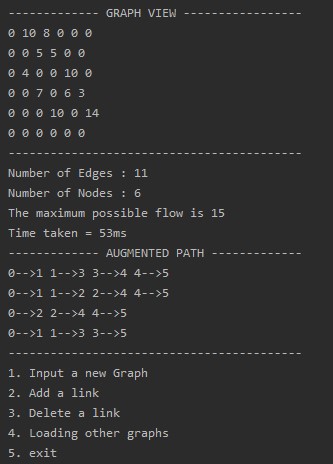 ------------- GRAPH VIEW -----------------
0 10 8 0 0 0
0 0 5 5 0 0
0 4 0 0 10 0
0 0 7 0 6 3
0 0 0 10 0 14
0 0 0 0 0 0
------------------------------------------
Number of Edges : 11
Number of Nodes : 6
The maximum possible flow is 15
Time taken = 53ms
------------- AUGMENTED PATH -------------
0-->1 1-->3 3-->4 4-->5
0-->1 1-->2 2-->4 4-->5
0-->2 2-->4 4-->5
0-->1 1-->3 3-->5
------------------------------------------
1. Input a new Graph
2. Add a link
3. Delete a link
4. Loading other graphs
5. exit